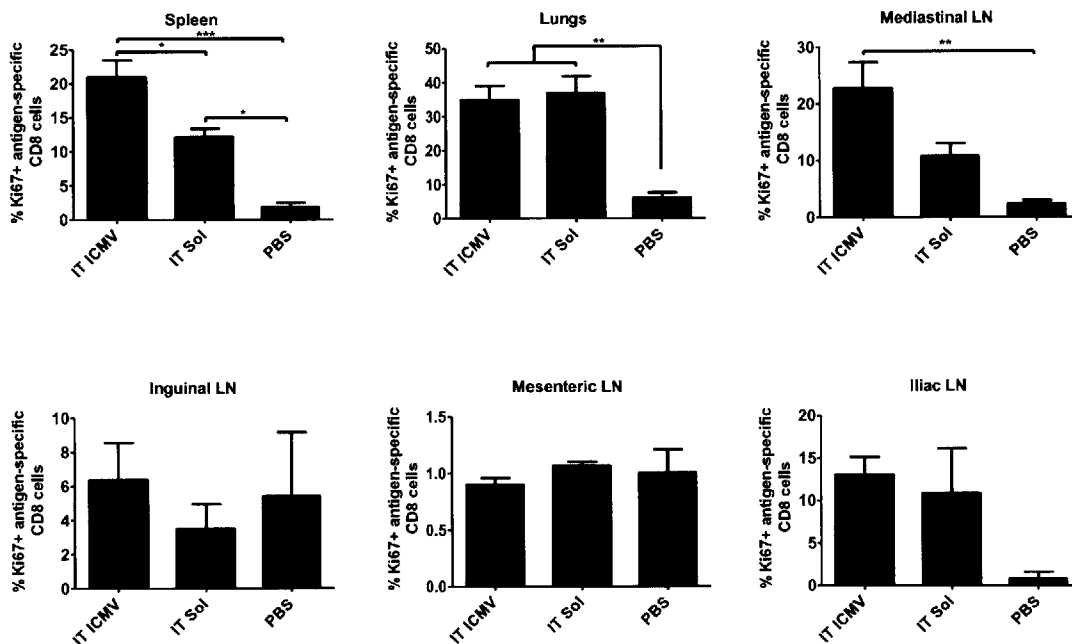 Spleen
% Ki67+ antigen-specific
CD8 cells
25
20
15
10
5
0
***
*
*
IT ICMV
IT Sol
PBS
Lungs
% Ki67+ antigen-specific
CD8 cells
50
40
30
20
10
0
**
IT ICMV
IT Sol
PBS
Mediastinal LN
% Ki67+ antigen-specific
CD8 cells
30
20
10
0
**
IT ICMV
IT Sol
PBS
Inguinal LN
% Ki67+ antigen-specific
CD8 cells
10
8
6
4
2
0
IT ICMV
IT Sol
PBS
Mesenteric LN
% Ki67+ antigen-specific
CD8 cells
1.5
1.0
0.5
0.0
IT ICMV
IT Sol
PBS
Iliac LN
% Ki67+ antigen-specific
CD8 cells
20
15
10
5
0
IT ICMV
IT Sol
PBS